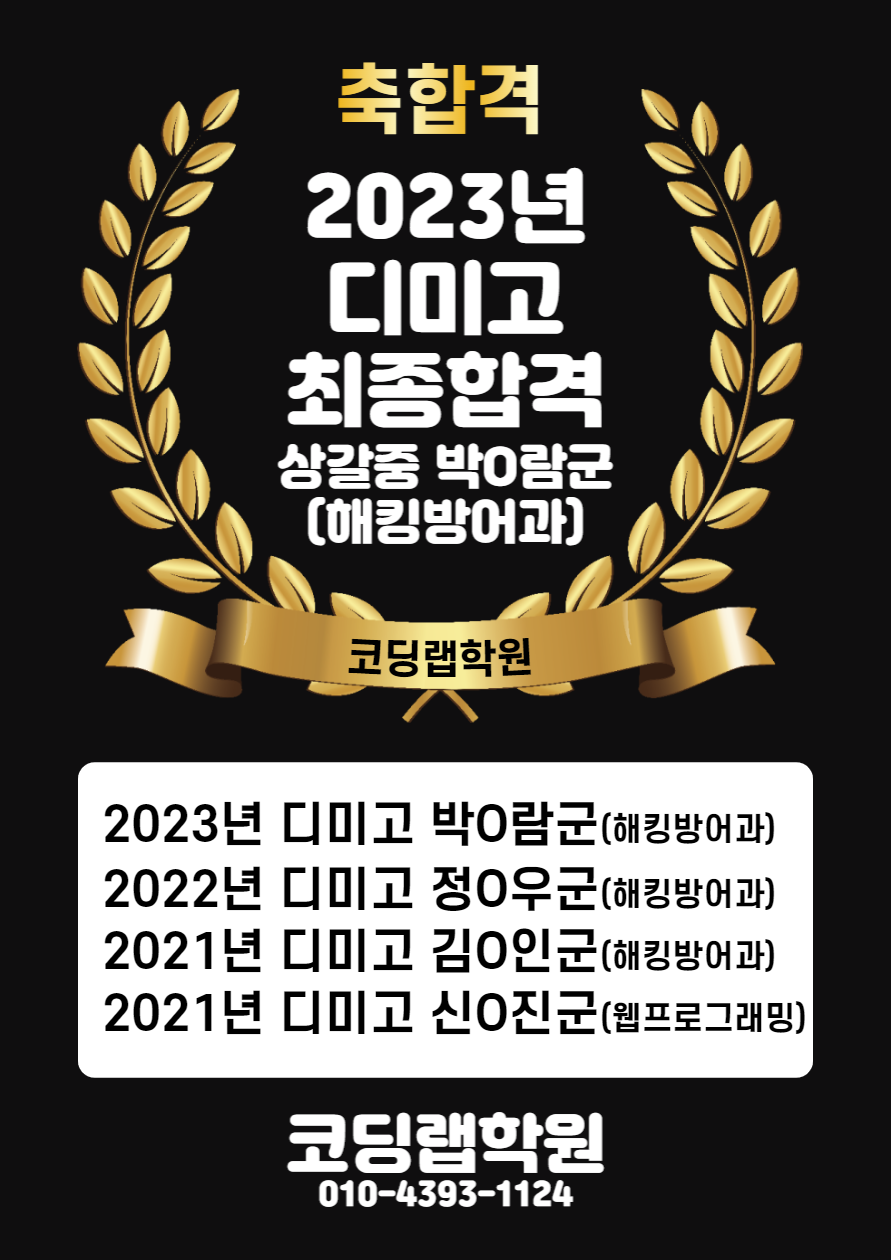 축합격
2023년
디미고
최종합격
상갈중 박O람군
(해킹방어과)
코딩랩학원
2023년 디미고 박O람군(해킹방어과)
2022년 디미고 정O우군(해킹방어과)
2021년 디미고 김O인군(해킹방어과)
2021년 디미고 신O진군(웹프로그래밍)
코딩랩학원
010-4393-1124